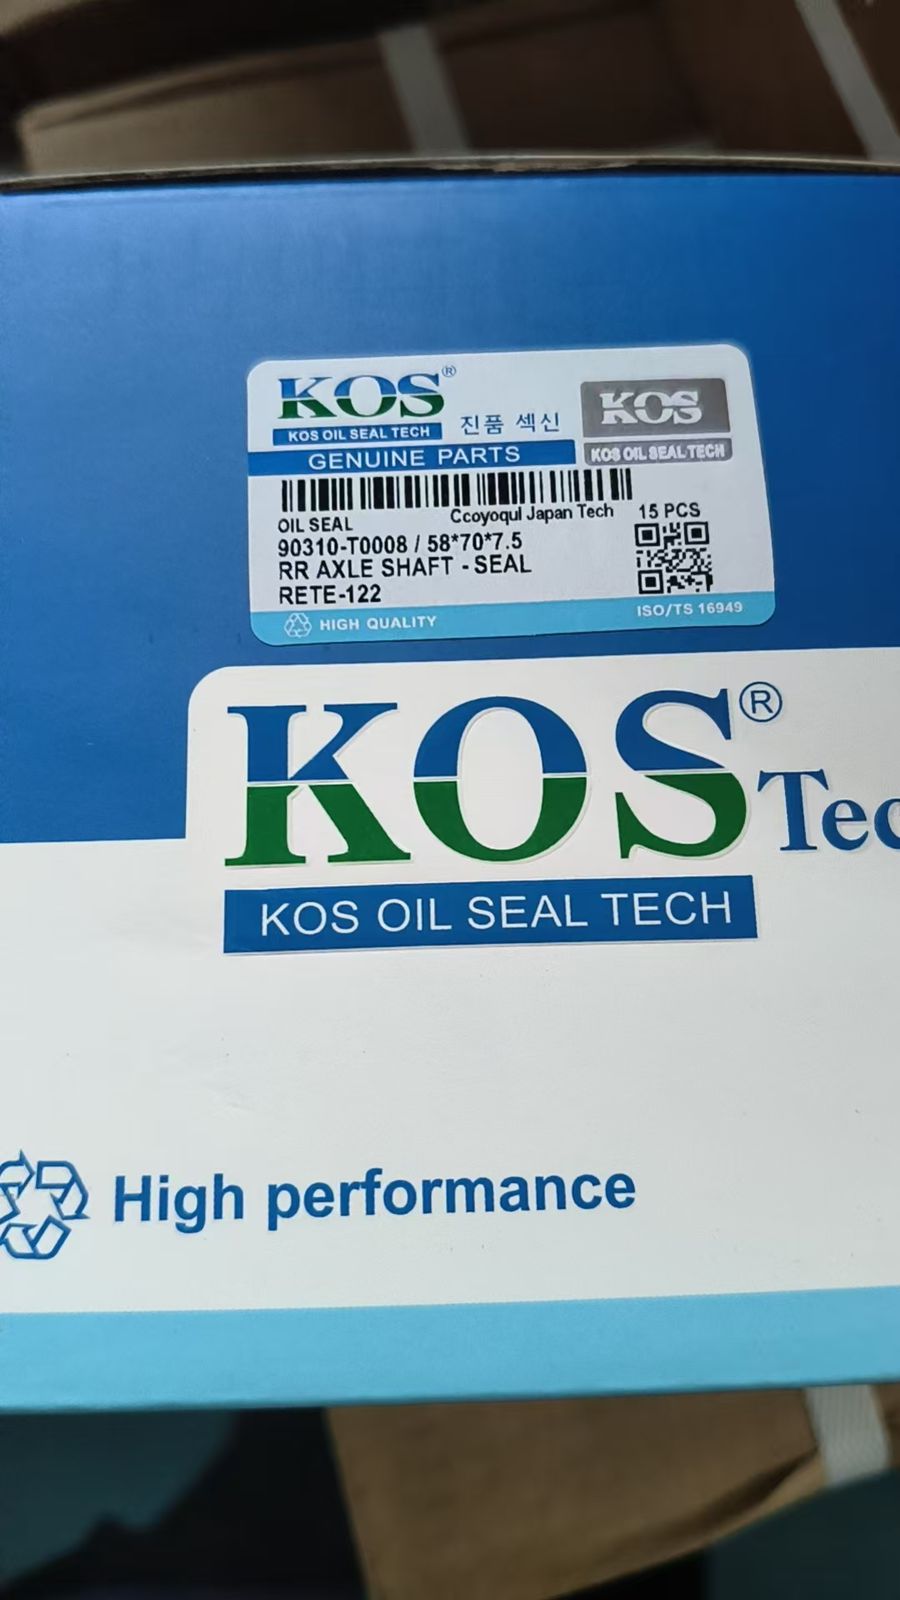 KOS®
KOS OIL SEAL TECH
진품 섹신
KOS
KOS OIL SEAL TECH
GENUINE PARTS
OIL SEAL
Ccoyoqul Japan Tech
15 PCS
90310-T0008 / 58*70*7.5
RR AXLE SHAFT - SEAL
RETE-122
HIGH QUALITY
ISO/TS 16949
KOS® Tec
KOS OIL SEAL TECH
High performance